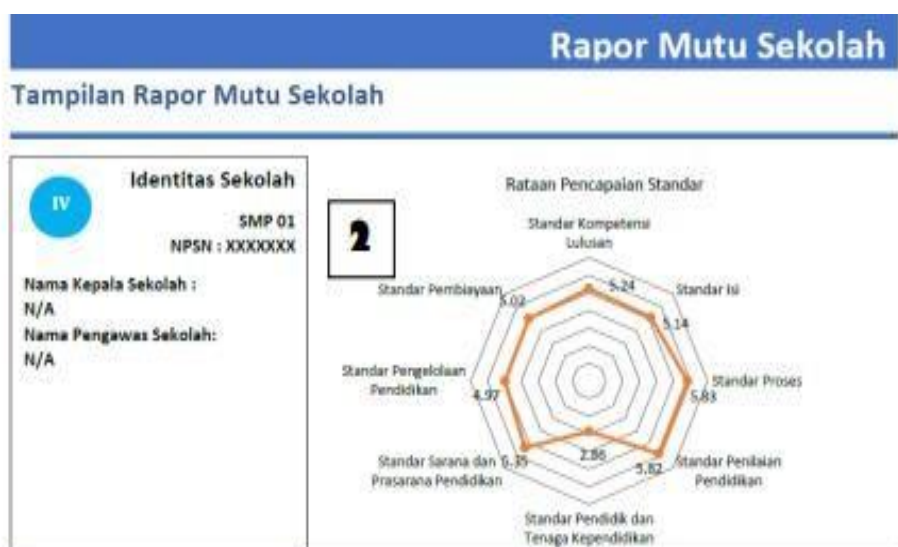 Rapor Mutu Sekolah
Tampilan Rapor Mutu Sekolah
Identitas Sekolah
IV
SMP 01
NPSN : XXXXXXX
Nama Kepala Sekolah :
N/A
Nama Pengawas Sekolah:
N/A
2
Rataan Pencapaian Standar
Standar Kompetensi
Lulusan
5.24
Standar Isi
5.14
Standar Proses
5.83
Standar Penilaian
Pendidikan
5.82
Standar Pendidik dan
Tenaga Kependidikan
2.86
Standar Sarana dan
Prasarana Pendidikan
5.35
Standar Pengelolaan
Pendidikan
4.97
Standar Pembiayaan
5.02